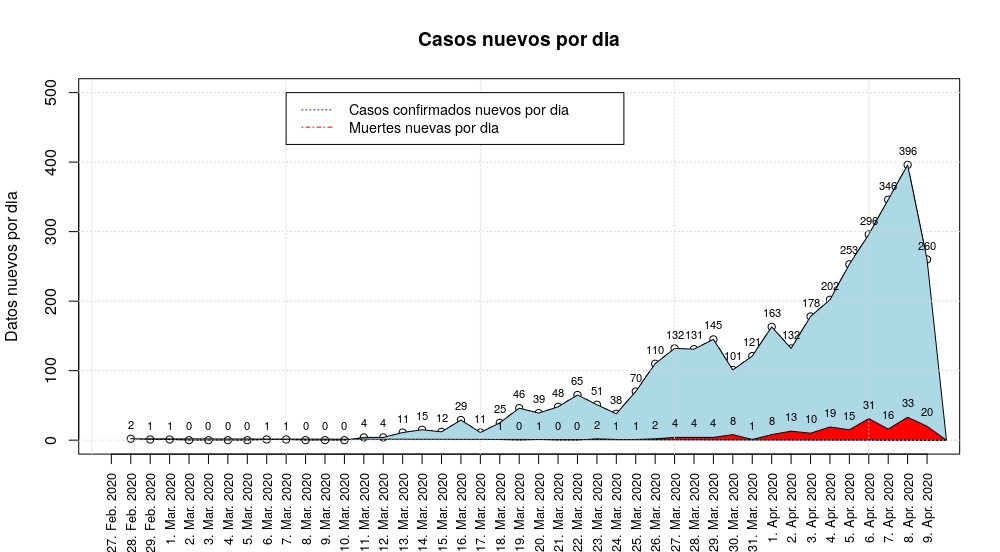 Casos nuevos por dia
Datos nuevos por dia
500
400
300
200
100
0
Casos confirmados nuevos por dia
Muertes nuevas por dia
2 1 1 0 0 0 0 1 1 0 0 0 4 4 11 15 12 29 11 25 46 39 48 65 51 38 70 110 132 131 145 101 121 163 132 178 202 253 296 346 396 260
0 1 0 0 2 1 1 2 4 4 4 8 1 8 13 10 19 15 31 16 33 20
27. Feb. 2020
28. Feb. 2020
29. Feb. 2020
1. Mar. 2020
2. Mar. 2020
3. Mar. 2020
4. Mar. 2020
5. Mar. 2020
6. Mar. 2020
7. Mar. 2020
8. Mar. 2020
9. Mar. 2020
10. Mar. 2020
11. Mar. 2020
12. Mar. 2020
13. Mar. 2020
14. Mar. 2020
15. Mar. 2020
16. Mar. 2020
17. Mar. 2020
18. Mar. 2020
19. Mar. 2020
20. Mar. 2020
21. Mar. 2020
22. Mar. 2020
23. Mar. 2020
24. Mar. 2020
25. Mar. 2020
26. Mar. 2020
27. Mar. 2020
28. Mar. 2020
29. Mar. 2020
30. Mar. 2020
31. Mar. 2020
1. Apr. 2020
2. Apr. 2020
3. Apr. 2020
4. Apr. 2020
5. Apr. 2020
6. Apr. 2020
7. Apr. 2020
8. Apr. 2020
9. Apr. 2020